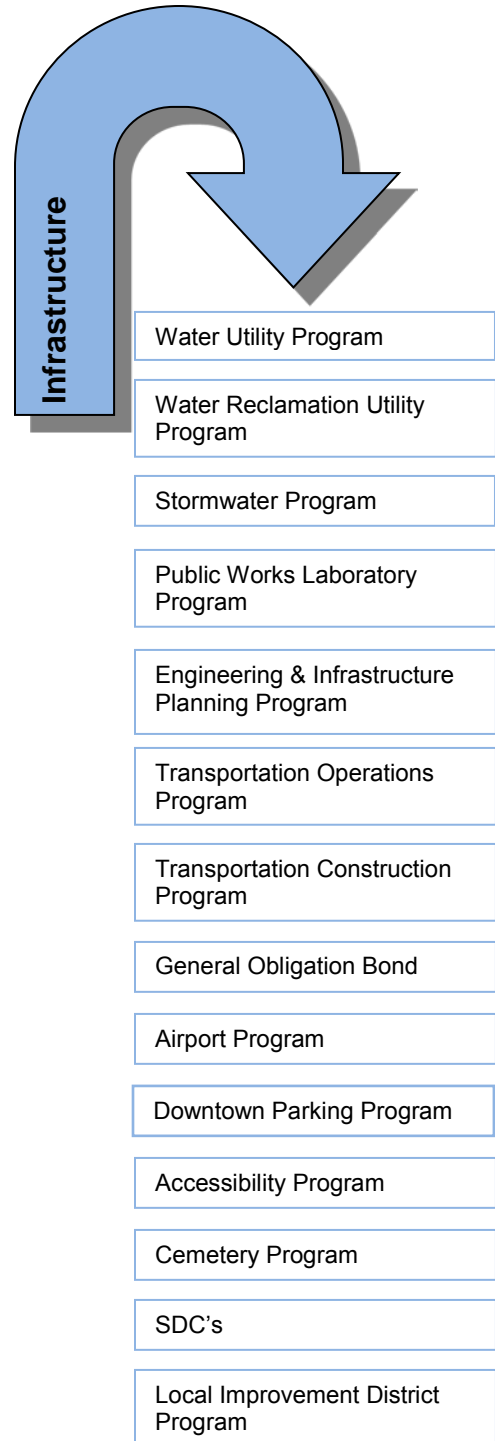 Infrastructure
Water Utility Program
Water Reclamation Utility
Program
Stormwater Program
Public Works Laboratory
Program
Engineering & Infrastructure
Planning Program
Transportation Operations
Program
Transportation Construction
Program
General Obligation Bond
Airport Program
Downtown Parking Program
Accessibility Program
Cemetery Program
SDC's
Local Improvement District
Program